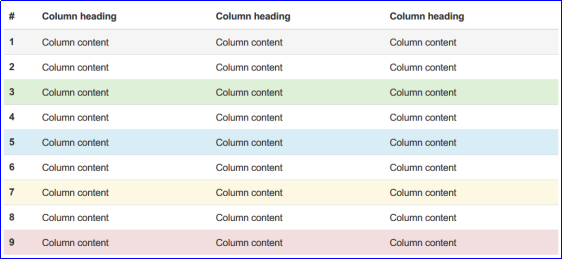 # Column heading Column heading Column heading
1 Column content Column content Column content
2 Column content Column content Column content
3 Column content Column content Column content
4 Column content Column content Column content
5 Column content Column content Column content
6 Column content Column content Column content
7 Column content Column content Column content
8 Column content Column content Column content
9 Column content Column content Column content